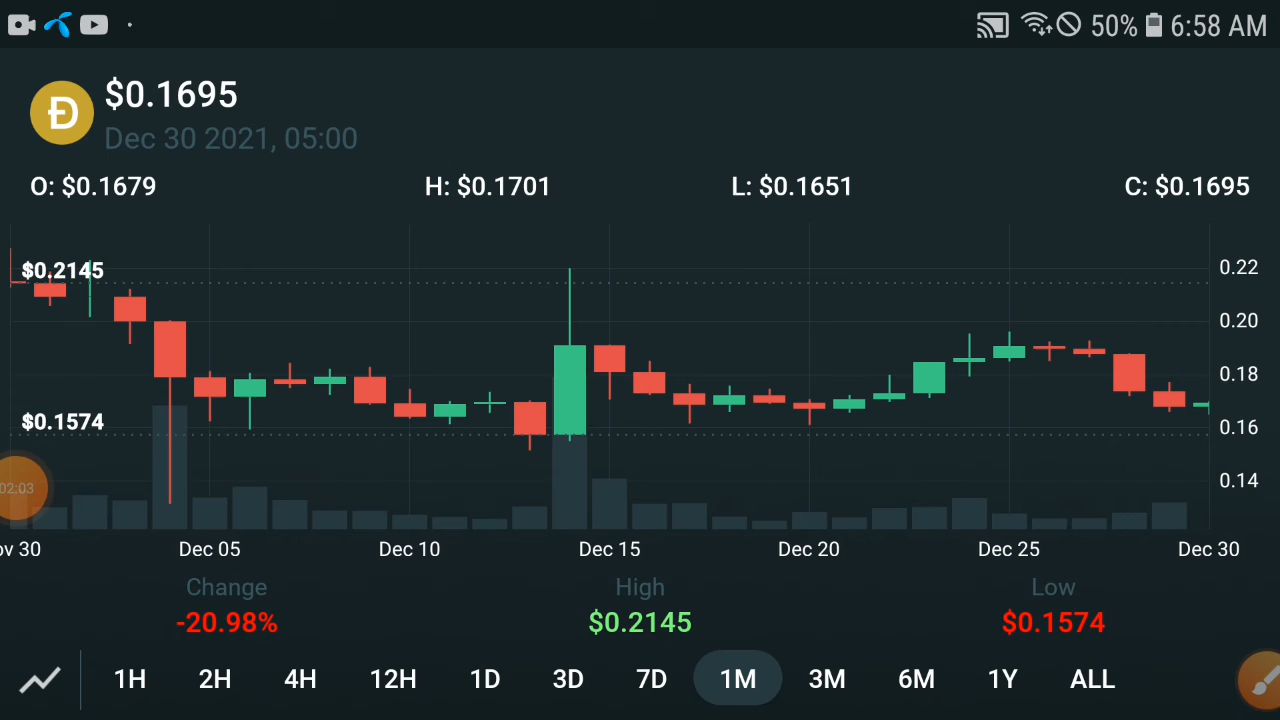 50% 6:58 AM
Ð $0.1695
Dec 30 2021, 05:00
O: $0.1679 H: $0.1701 L: $0.1651 C: $0.1695
$0.2145
0.22
0.20
0.18
$0.1574
0.16
0.14
02:03
ov 30 Dec 05 Dec 10 Dec 15 Dec 20 Dec 25 Dec 30
Change High Low
-20.98% $0.2145 $0.1574
1H 2H 4H 12H 1D 3D 7D 1M 3M 6M 1Y ALL